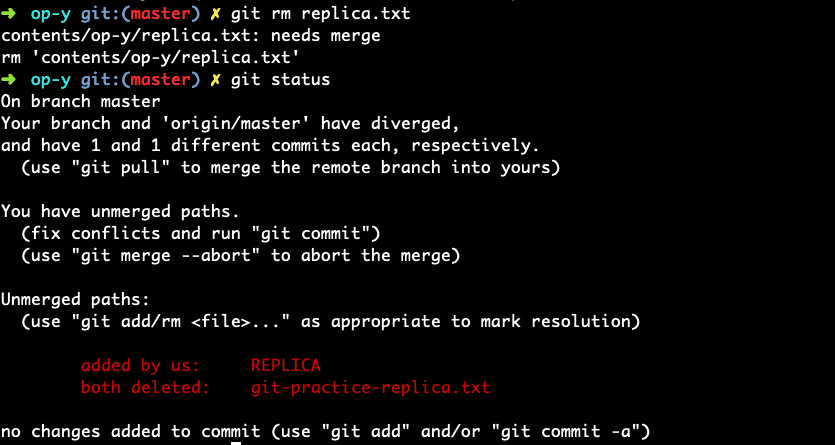 ➜ op-y git:(master) ✗ git rm replica.txt
contents/op-y/replica.txt: needs merge
rm 'contents/op-y/replica.txt'
➜ op-y git:(master) ✗ git status
On branch master
Your branch and 'origin/master' have diverged,
and have 1 and 1 different commits each, respectively.
(use "git pull" to merge the remote branch into yours)
You have unmerged paths.
(fix conflicts and run "git commit")
(use "git merge --abort" to abort the merge)
Unmerged paths:
(use "git add/rm <file>..." as appropriate to mark resolution)
added by us: REPLICA
both deleted: git-practice-replica.txt
no changes added to commit (use "git add" and/or "git commit -a")